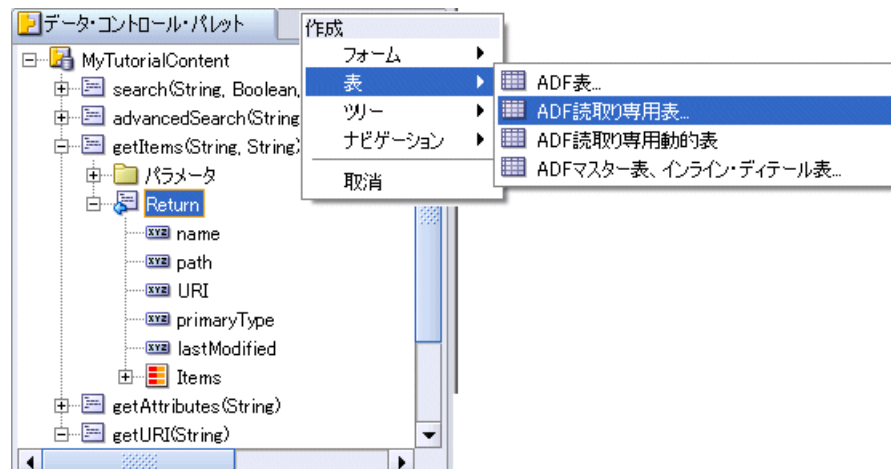 データ・コントロール・パレット
MyTutorialContent
search(String, Boolean,
advancedSearch(String
getItems(String, String)
パラメータ
Return
name
path
URI
primaryType
lastModified
Items
getAttributes(String)
getURI(String)
作成
フォーム
表
ツリー
ナビゲーション
取消
ADF表...
ADF読取り専用表...
ADF読取り専用動的表
ADFマスター表、インライン・ディテール表...